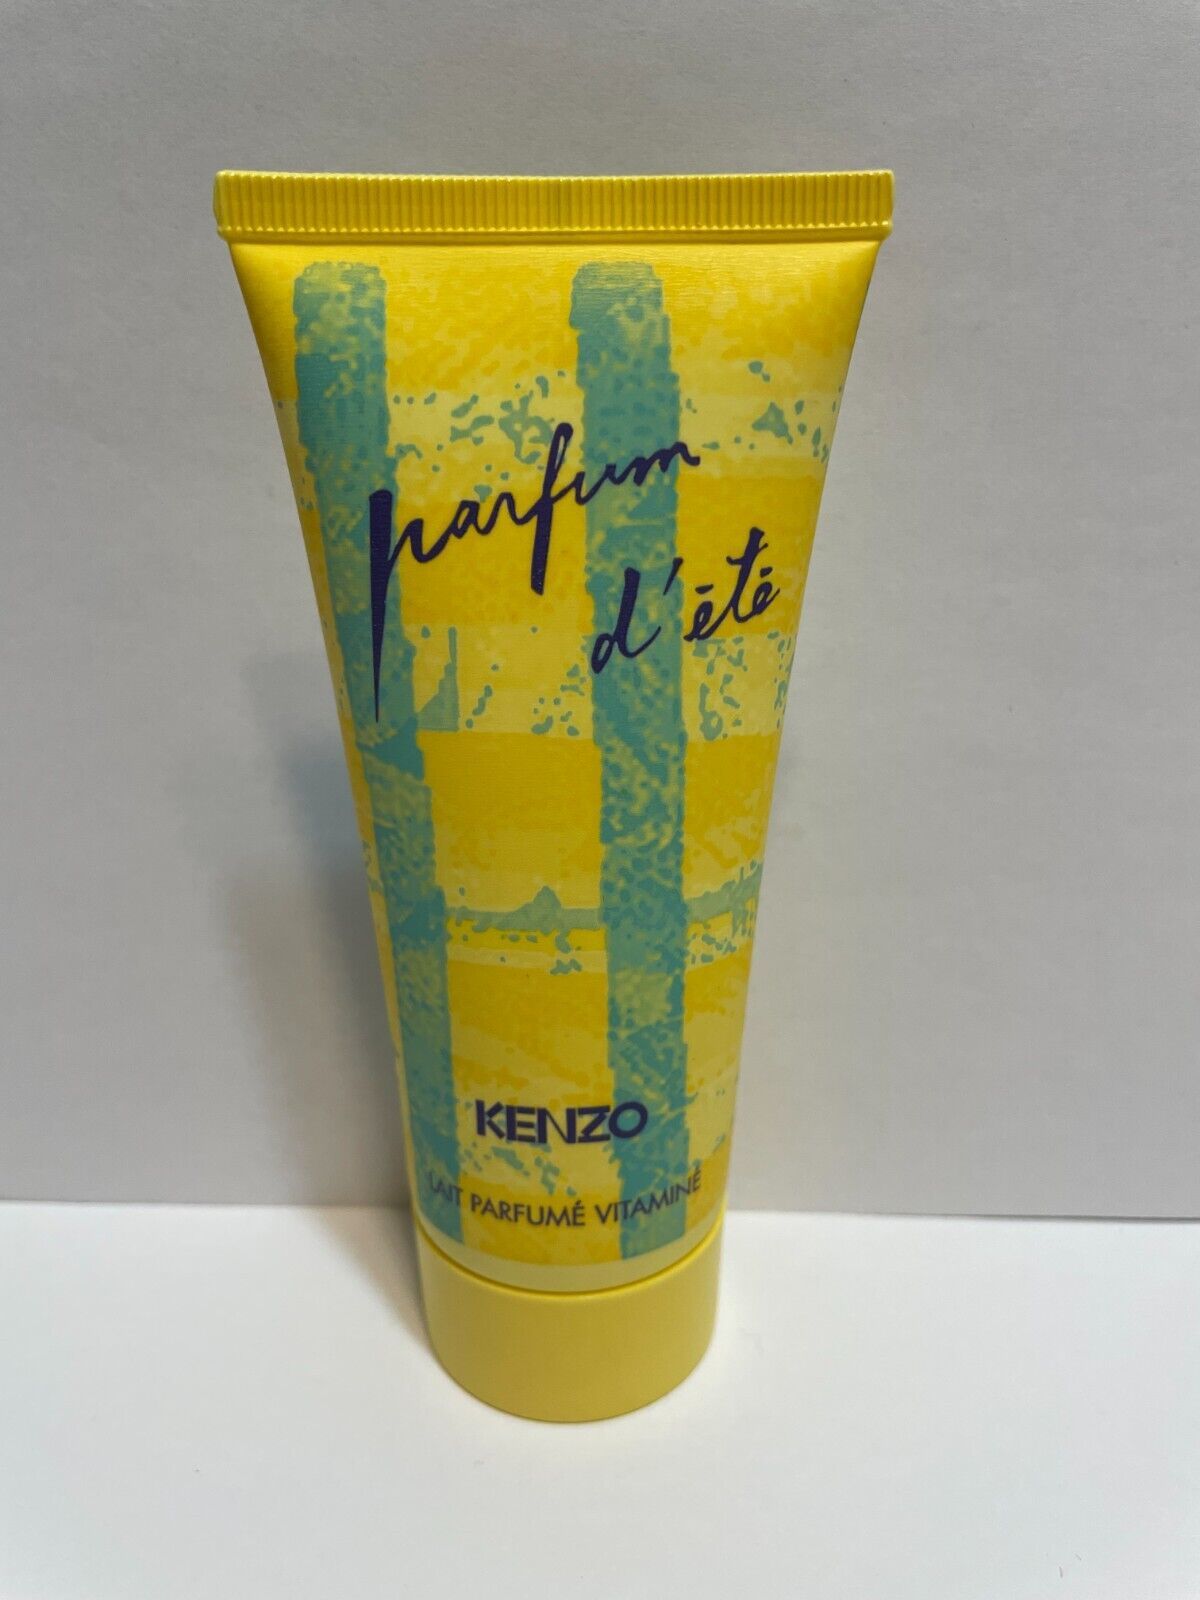 parfum
d'été
KENZO
LAIT PARFUMÉ VITAMINÉ